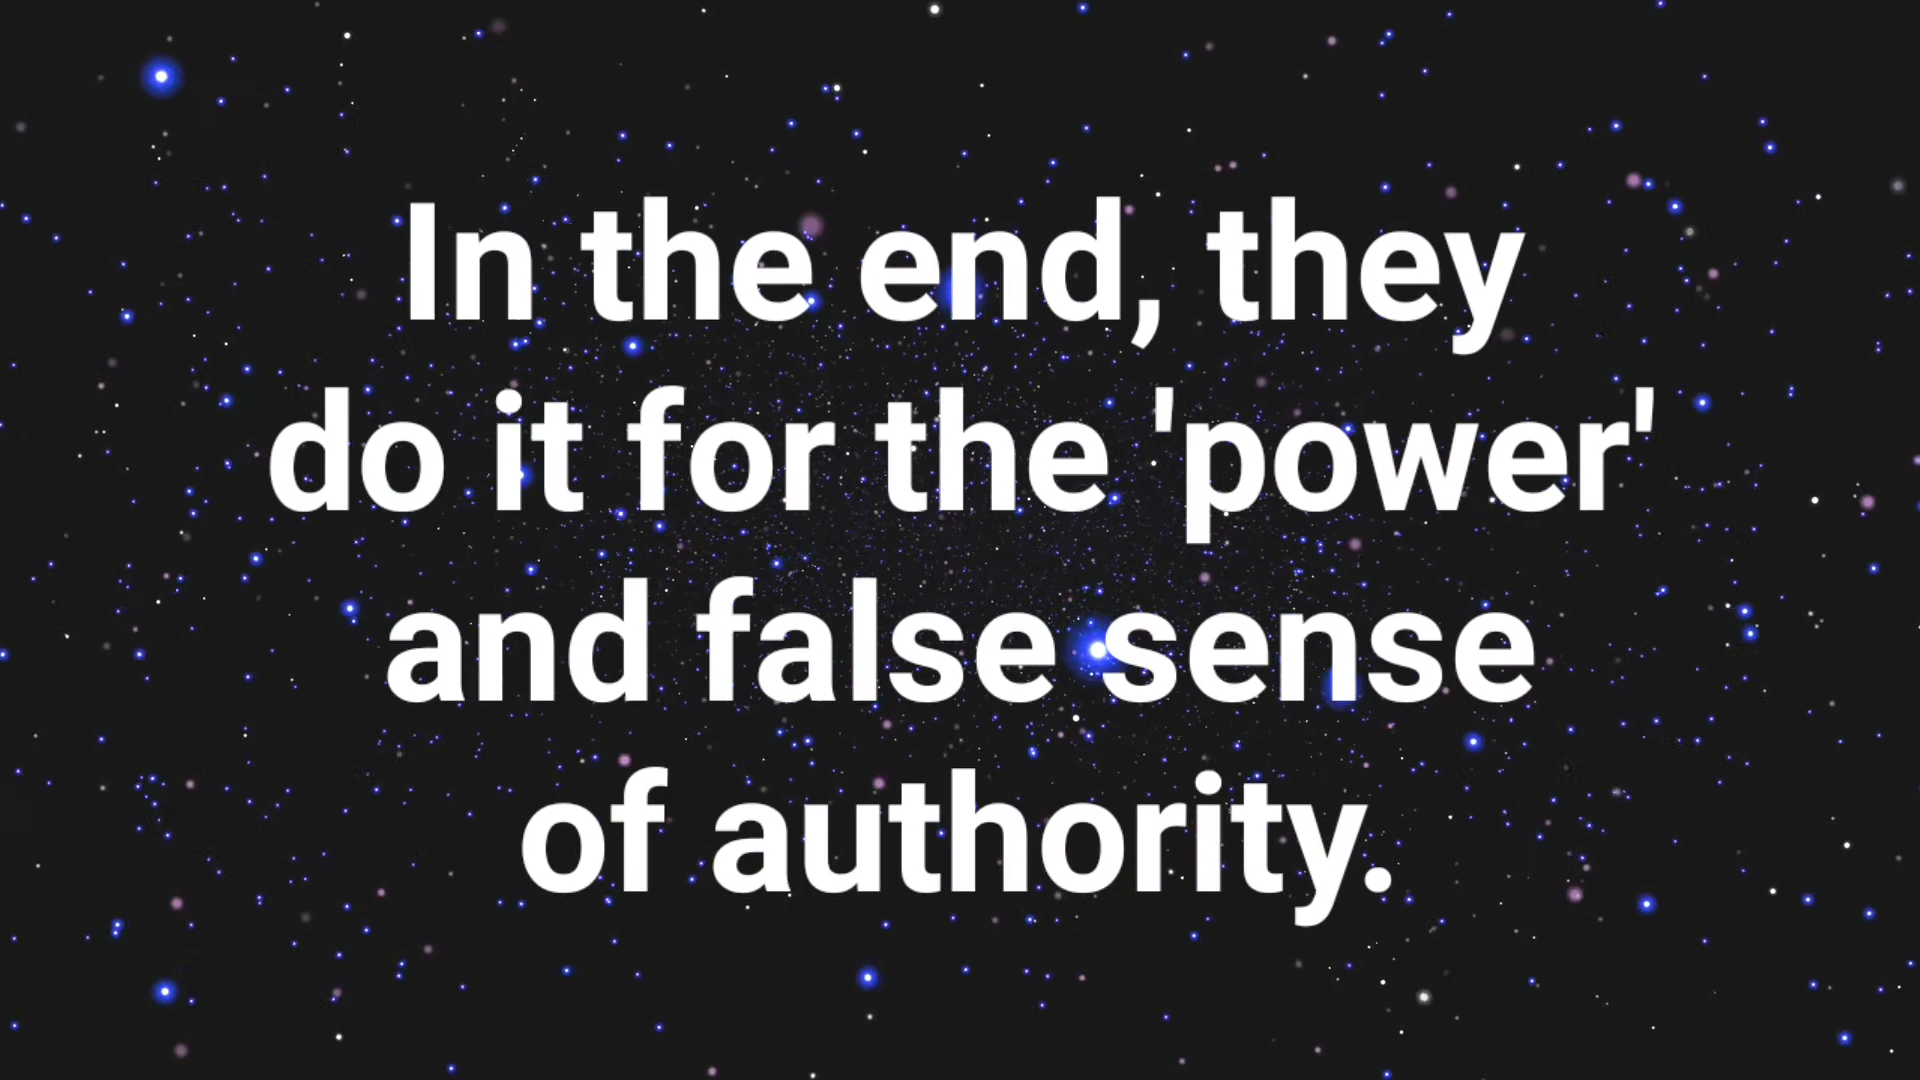 In the end, they
do it for the 'power'
and false sense
of authority.